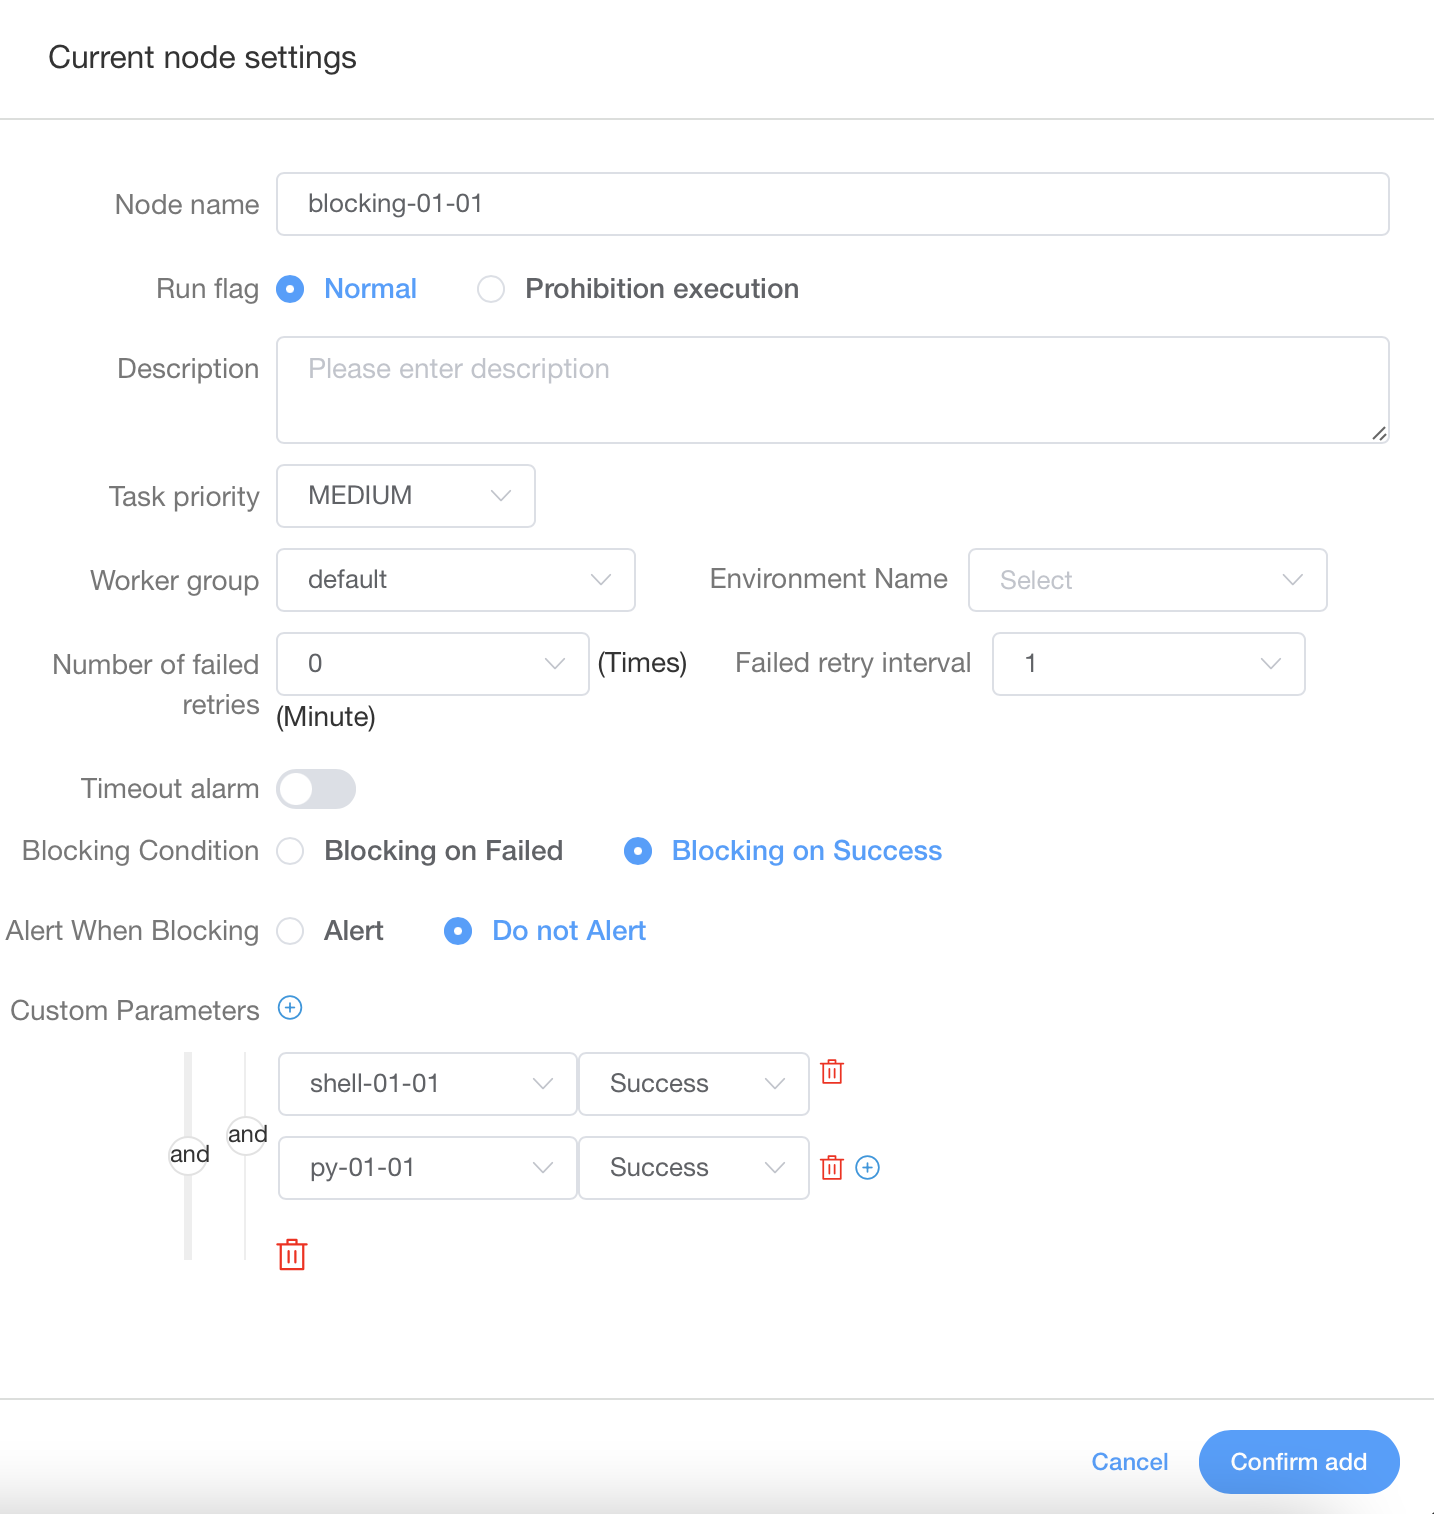 Current node settings
Node name blocking-01-01
Run flag Normal Prohibition execution
Description Please enter description
Task priority MEDIUM
Worker group default Environment Name Select
Number of failed retries 0 (Times) Failed retry interval 1
(Minute)
Timeout alarm
Blocking Condition Blocking on Failed Blocking on Success
Alert When Blocking Alert Do not Alert
Custom Parameters
shell-01-01 Success
and
and
py-01-01 Success
Cancel Confirm add